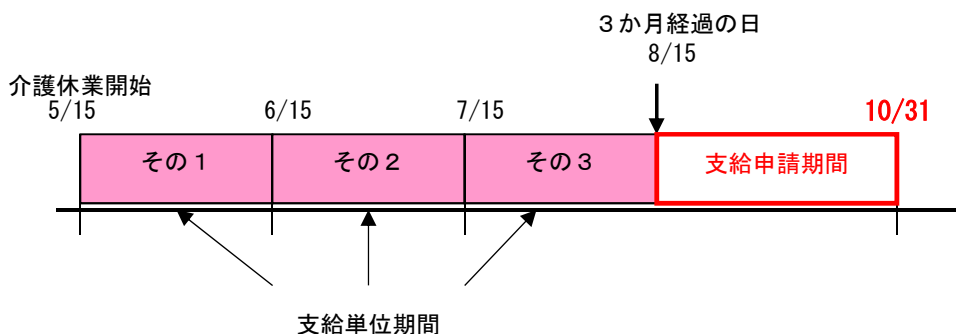 ３か月経過の日
8/15
介護休業開始
5/15
6/15
7/15
10/31
その１
その２
その３
支給申請期間
支給単位期間